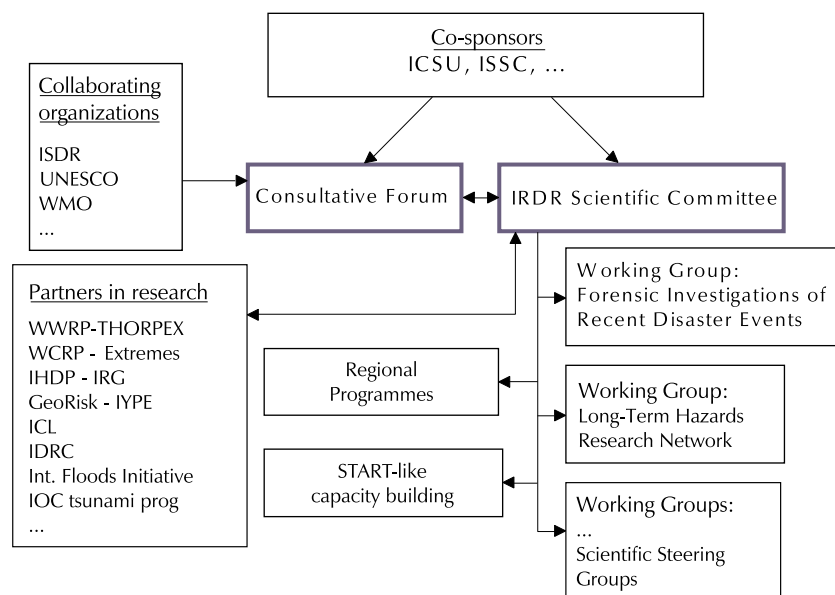 Co-sponsors
ICSU, ISSC, ...
Collaborating
organizations
ISDR
UNESCO
WMO
...
Consultative Forum
IRDR Scientific Committee
Partners in research
WWRP-THORPEX
WCRP - Extremes
IHDP - IRG
GeoRisk - IYPE
ICL
IDRC
Int. Floods Initiative
IOC tsunami prog
...
Working Group:
Forensic Investigations of
Recent Disaster Events
Regional
Programmes
Working Group:
Long-Term Hazards
Research Network
START-like
capacity building
Working Groups:
...
Scientific Steering
Groups